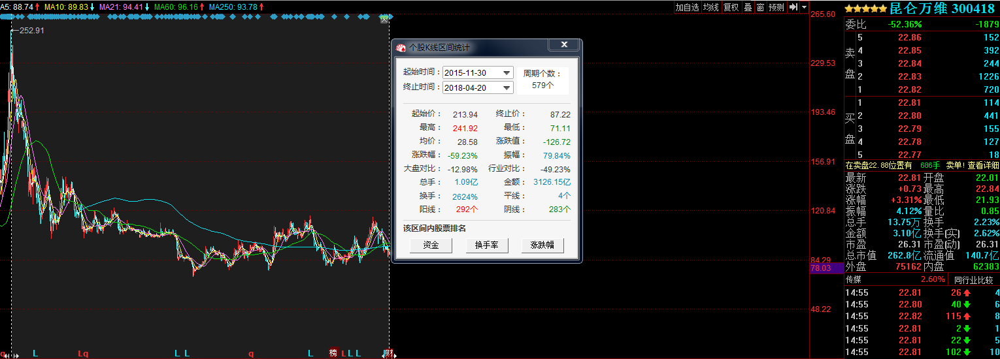 A5: 88.74 MA10: 89.83 MA21: 94.41 MA60: 96.16 MA250: 93.78
加自选 均线 复权 叠 窗 预测
252.91
265.60
229.53
193.46
156.91
120.84
84.29
78.03
48.22
q L Lq L L q L 榜 L L L 财
个股K线区间统计
起始时间: 2015-11-30
终止时间: 2018-04-20
周期个数:
579个
起始价: 213.94 终止价: 87.22
最高: 241.92 最低: 71.11
均价: 28.58 涨跌值: -126.72
涨跌幅: -59.23% 振幅: 79.84%
大盘对比: -12.98% 行业对比: -49.23%
总手: 1.09亿 金额: 3126.15亿
换手: 2624% 平线: 4个
阳线: 292个 阴线: 283个
该区间内股票排名
资金 换手率 涨跌幅
昆仑万维 300418
委比 -52.36% -1879
卖盘
5 22.86 152
4 22.85 392
3 22.84 244
2 22.83 1226
1 22.82 720
买盘
1 22.81 114
2 22.80 441
3 22.79 155
4 22.78 127
5 22.77 18
在卖盘22.88位置有 686手 卖单! 查看详细
最新 22.81 开盘 22.01
涨跌 +0.73 最高 22.84
涨幅 +3.31% 最低 21.93
振幅 4.12% 量比 0.85
总手 13.75万 换手 2.23%
金额 3.10亿 换手(实) 2.62%
市盈 26.31 市盈(动) 26.31
总市值 262.8亿 流通值 140.7亿
外盘 75162 内盘 62383
传媒 2.60% 同行业比较
14:55 22.81 26 4
14:55 22.80 40 6
14:55 22.82 115 8
14:55 22.81 2 1
14:55 22.81 22 5
14:55 22.81 102 10